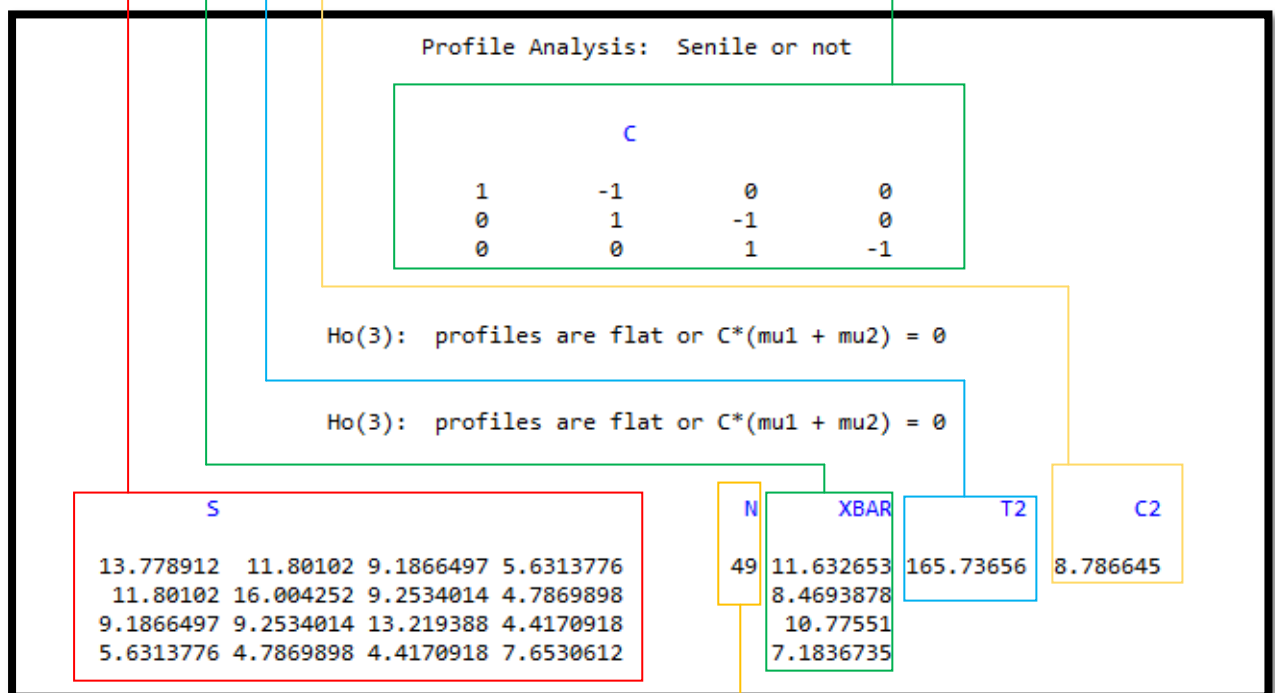 Profile Analysis:  Senile or not
C
1 -1 0 0
0 1 -1 0
0 0 1 -1
Ho(3):  profiles are flat or C*(mu1 + mu2) = 0
Ho(3):  profiles are flat or C*(mu1 + mu2) = 0
S N XBAR T2 C2
13.778912 11.80102 9.1866497 5.6313776 49 11.632653 165.73656 8.786645
11.80102 16.004252 9.2534014 4.7869898 8.4693878
9.1866497 9.2534014 13.219388 4.4170918 10.77551
5.6313776 4.7869898 4.4170918 7.6530612 7.1836735